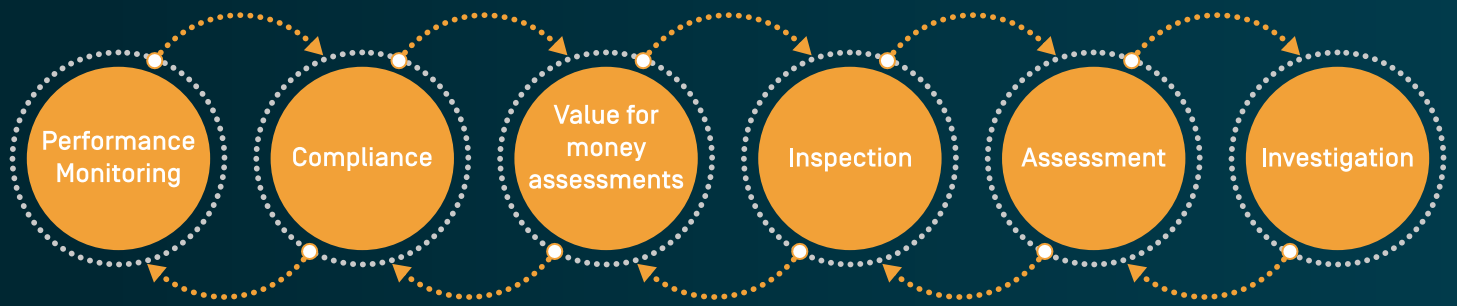 Performance
Monitoring
Compliance
Value for
money
assessments
Inspection
Assessment
Investigation